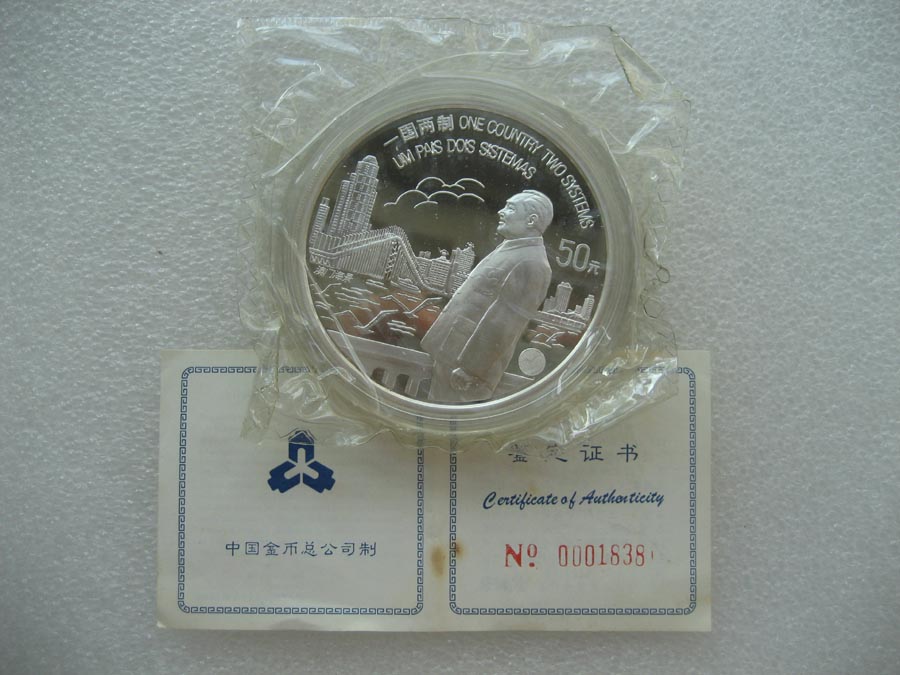 一国两制 ONE COUNTRY TWO SYSTEMS
UM PAIS DOIS SISTEMAS
50元
鉴定证书
Certificate of Authenticity
中国金币总公司制
Nº 0001838